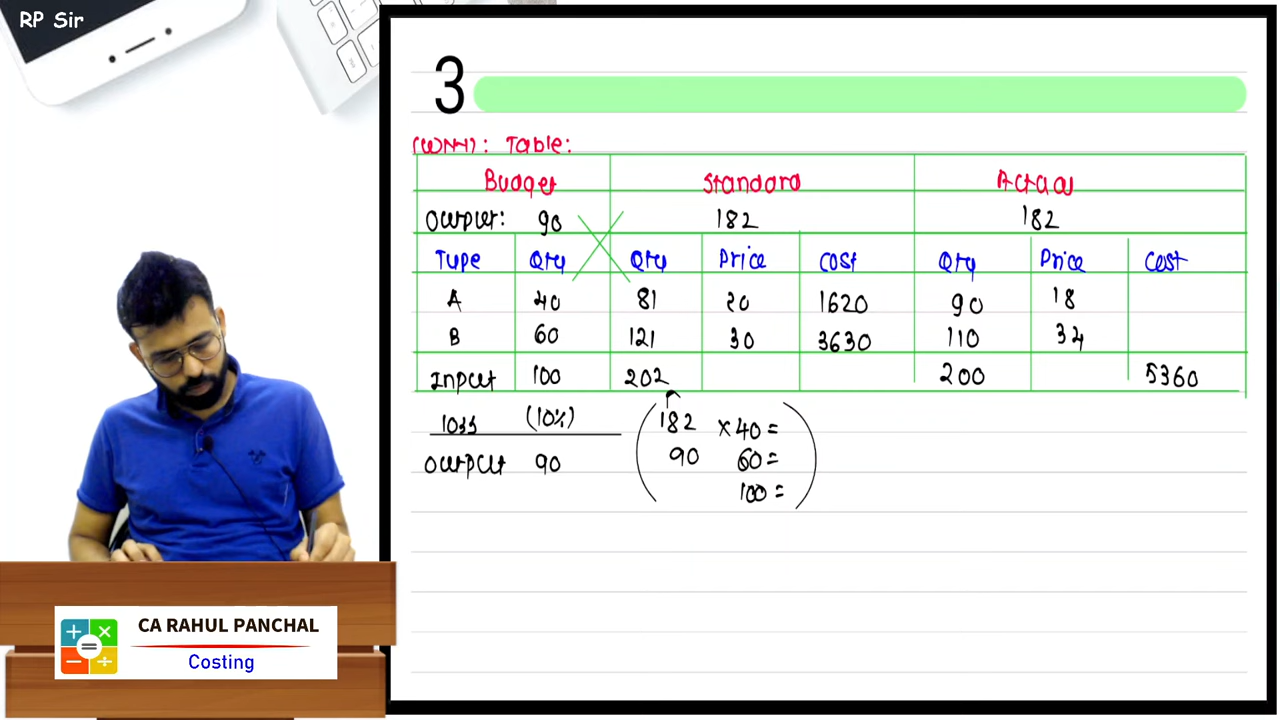 RP Sir
3
(WN-1): Table:
Budget Standard Actual
Output: 90 182 182
Type Qty Qty Price Cost Qty Price Cost
A 40 81 20 1620 90 18
B 60 121 30 3630 110 34
Input 100 202 200 5360
loss (10%)
Output 90
182 × 40 =
90 60 =
100 =
CA RAHUL PANCHAL
Costing